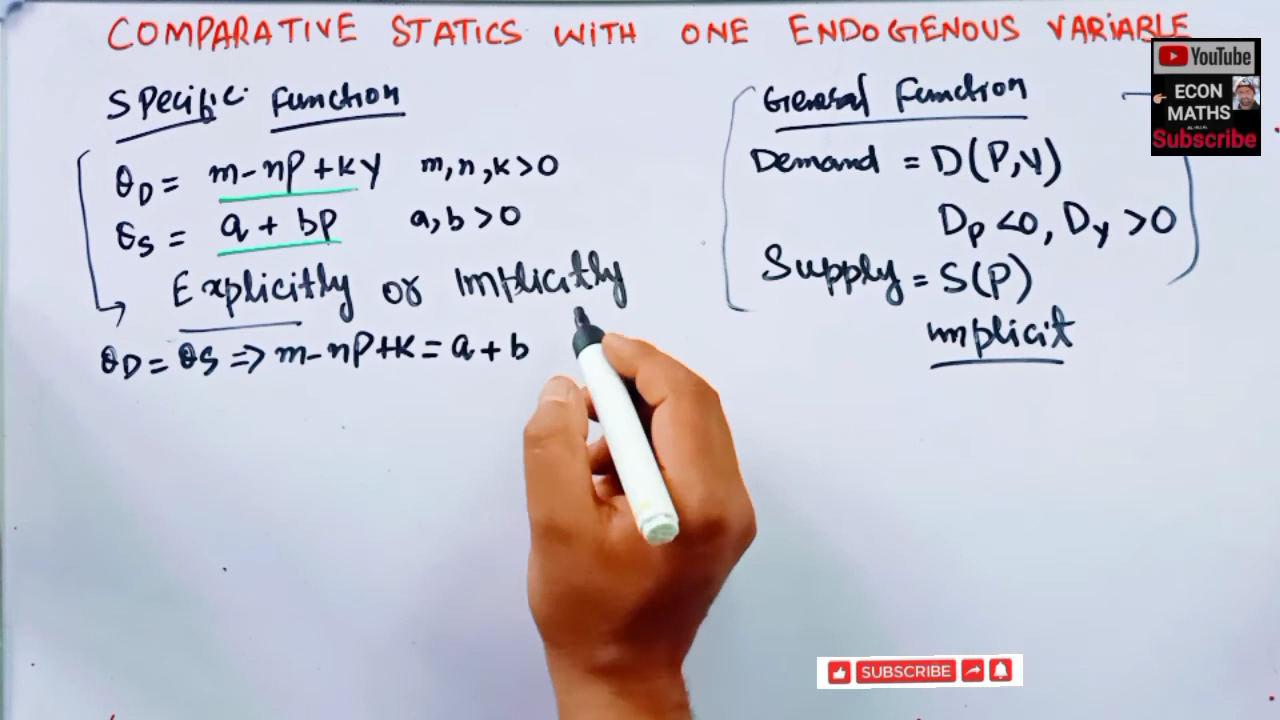 COMPARATIVE STATICS WITH ONE ENDOGENOUS VARIABLE
Specific Function
QD = m-nP+ky m,n,k>0
QS = a + bp a,b >0
Explicitly or Implicitly
QD = QS => m-nP+k = a+b
General Function
Demand = D(P,y)
Dp <0, Dy >0
Supply = S(P)
implicit
YouTube
ECON
MATHS
Subscribe
SUBSCRIBE